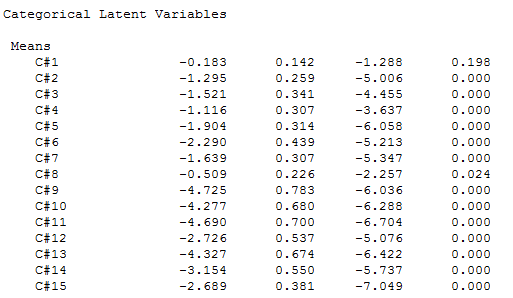 Categorical Latent Variables
Means
C#1 -0.183 0.142 -1.288 0.198
C#2 -1.295 0.259 -5.006 0.000
C#3 -1.521 0.341 -4.455 0.000
C#4 -1.116 0.307 -3.637 0.000
C#5 -1.904 0.314 -6.058 0.000
C#6 -2.290 0.439 -5.213 0.000
C#7 -1.639 0.307 -5.347 0.000
C#8 -0.509 0.226 -2.257 0.024
C#9 -4.725 0.783 -6.036 0.000
C#10 -4.277 0.680 -6.288 0.000
C#11 -4.690 0.700 -6.704 0.000
C#12 -2.726 0.537 -5.076 0.000
C#13 -4.327 0.674 -6.422 0.000
C#14 -3.154 0.550 -5.737 0.000
C#15 -2.689 0.381 -7.049 0.000